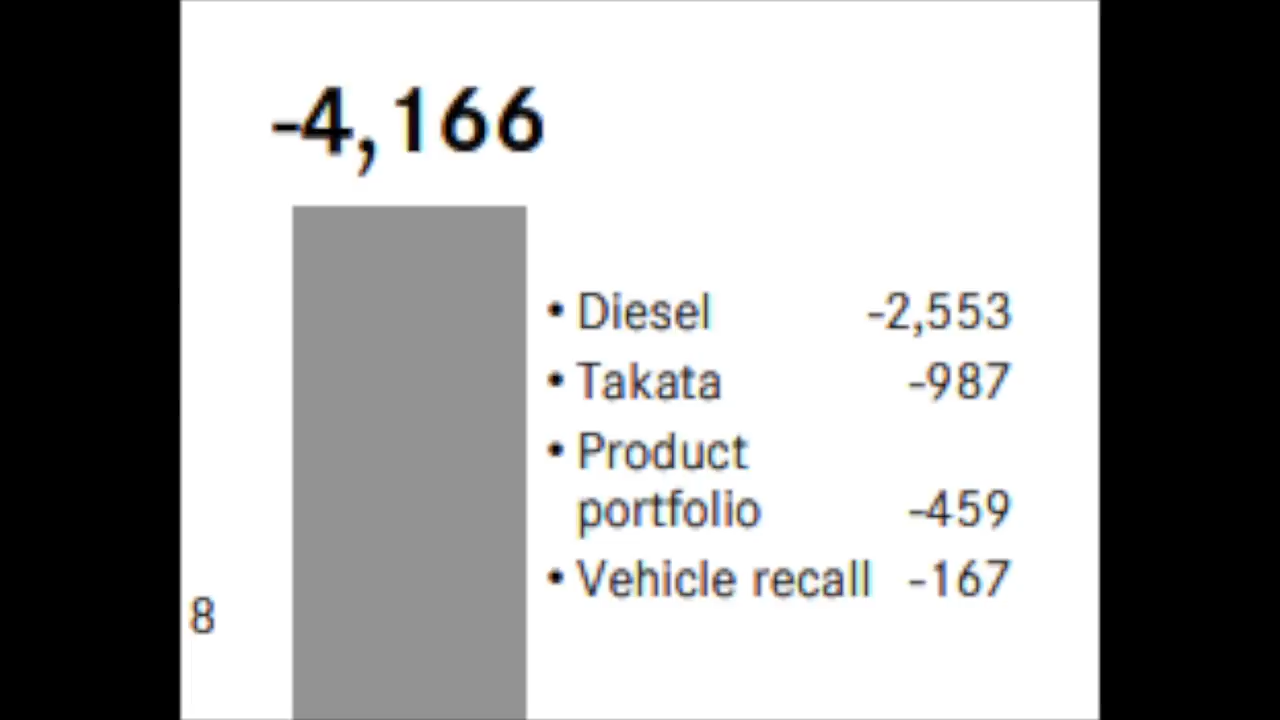 -4,166
• Diesel -2,553
• Takata -987
• Product
portfolio -459
• Vehicle recall -167
8